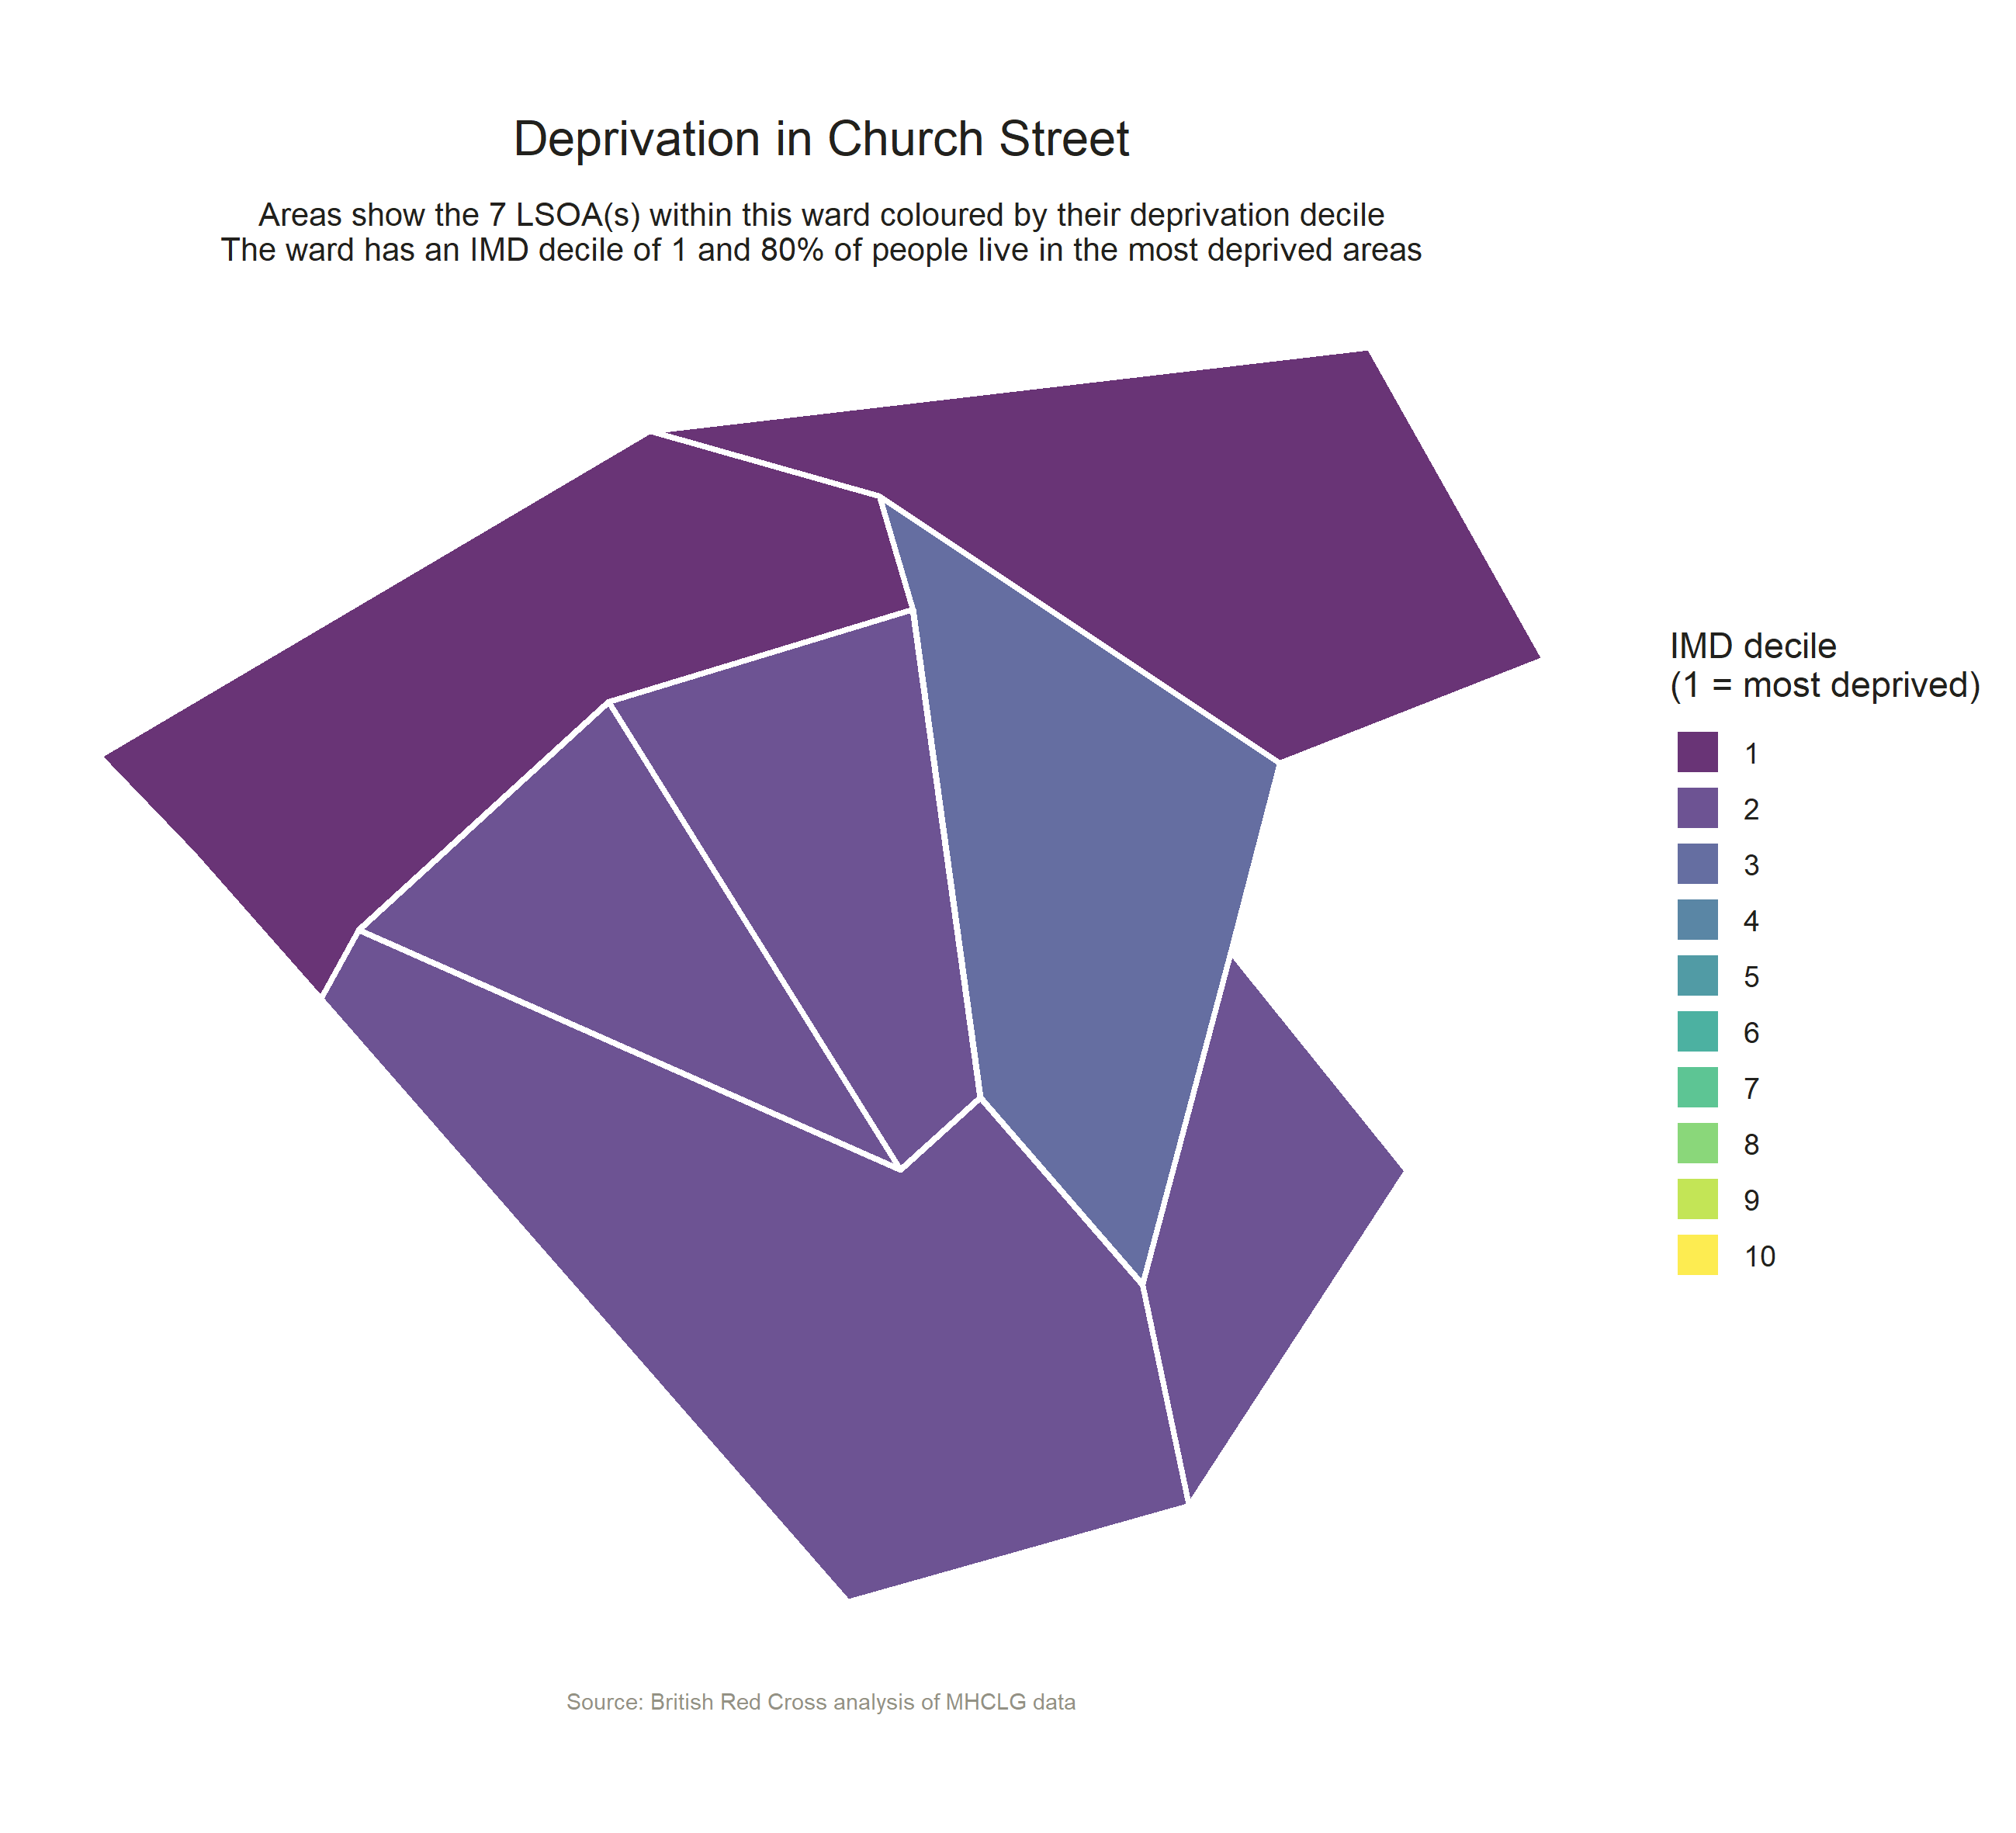 Deprivation in Church Street
Areas show the 7 LSOA(s) within this ward coloured by their deprivation decile
The ward has an IMD decile of 1 and 80% of people live in the most deprived areas
IMD decile
(1 = most deprived)
1
2
3
4
5
6
7
8
9
10
Source: British Red Cross analysis of MHCLG data